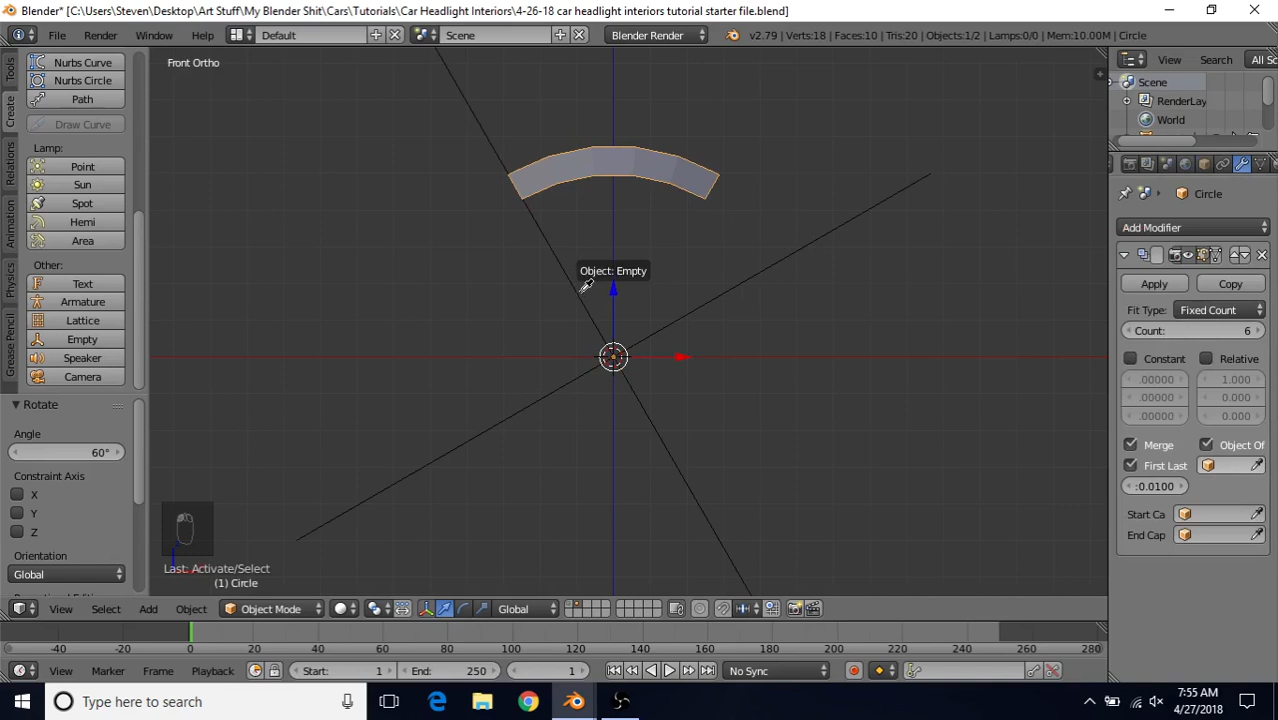 Blender* [C:\Users\Steven\Desktop\Art Stuff\My Blender Shit\Cars\Tutorials\Car Headlight Interiors\4-26-18 car headlight interiors tutorial starter file.blend]
File Render Window Help Default Scene Blender Render v2.79 | Verts:18 | Faces:10 | Tris:20 | Objects:1/2 | Lamps:0/0 | Mem:10.00M | Circle
View Search All Sc
Tools
Create
Relations
Animation
Physics
Grease Pencil
Nurbs Curve
Nurbs Circle
Path
Draw Curve
Lamp:
Point
Sun
Spot
Hemi
Area
Other:
Text
Armature
Lattice
Empty
Speaker
Camera
Rotate
Angle
60°
Constraint Axis
X
Y
Z
Orientation
Global
Front Ortho
Object: Empty
Last: Activate/Select
(1) Circle
Scene
RenderLay
World
Circle
Add Modifier
Apply Copy
Fit Type: Fixed Count
Count: 6
Constant Relative
.00000 1.000
.00000 0.000
.00000 0.000
Merge Object Of
First Last
:0.0100
Start Ca
End Cap
View Select Add Object Object Mode Global
-40 -20 0 20 40 60 80 100 120 140 160 180 200 220 240 260 280
View Marker Frame Playback Start: 1 End: 250 1 No Sync
Type here to search
7:55 AM
4/27/2018